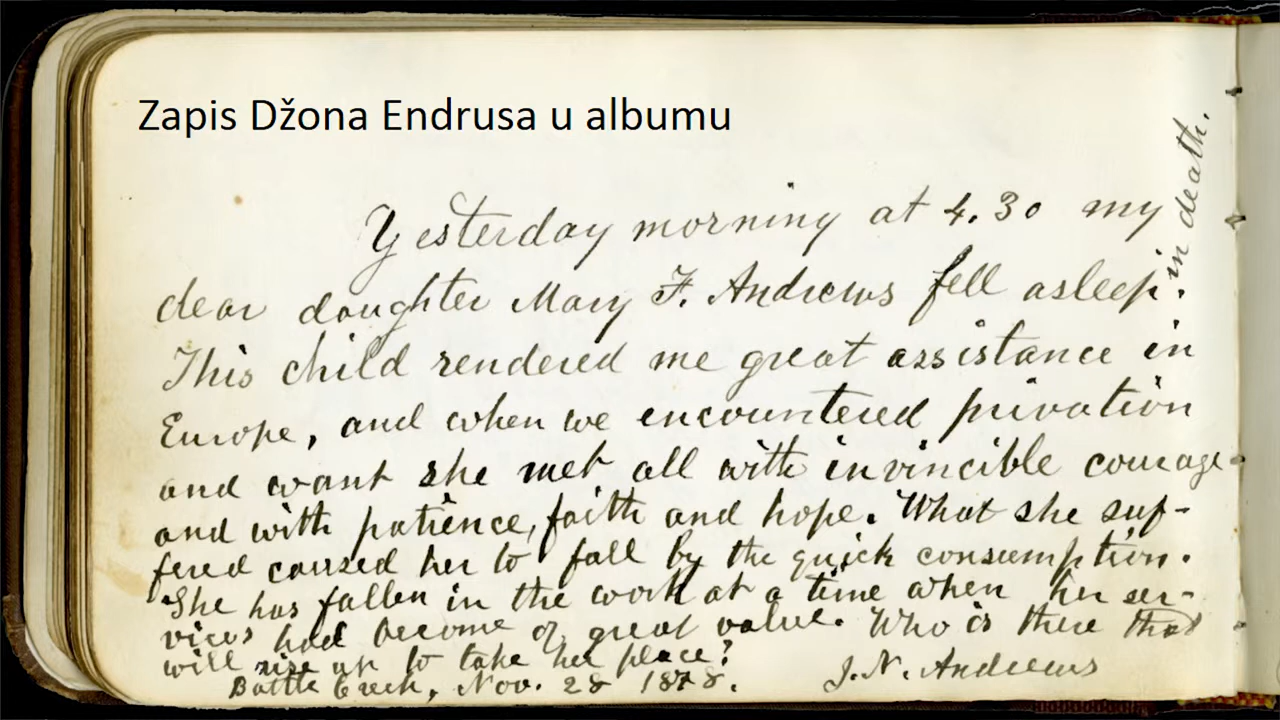 Zapis Džona Endrusa u albumu
Yesterday morning at 4.30 my
dear daughter Mary F. Andrews fell asleep in death.
This child rendered me great assistance in
Europe, and when we encountered privation
and want she met all with invincible courage
and with patience, faith and hope. What she suf-
fered caused her to fall by the quick consumption.
She has fallen in the work at a time when her ser-
vices had become of great value. Who is there that
will rise up to take her place?
Battle Creek, Nov. 28 1878. J. N. Andrews